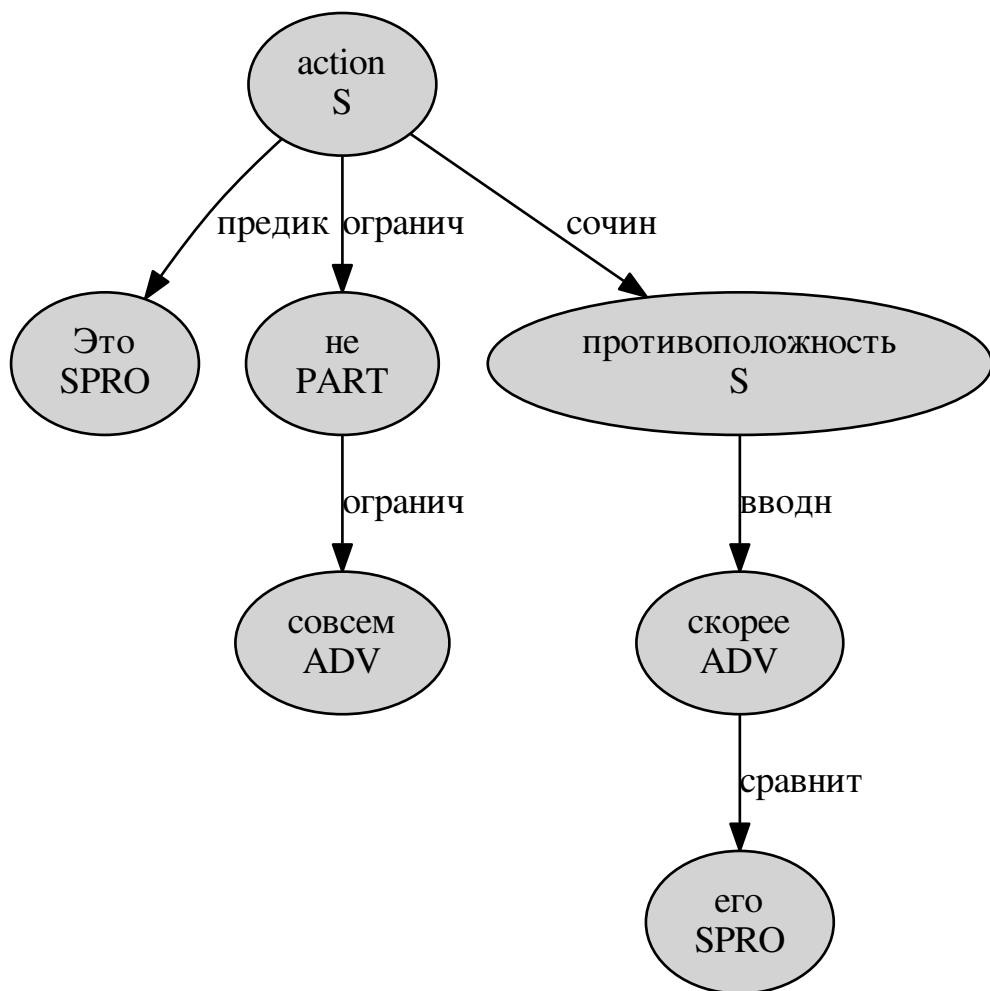 action
S
предик
огранич
сочин
Это
SPRO
не
PART
противоположность
S
огранич
вводн
совсем
ADV
скорее
ADV
сравнит
его
SPRO